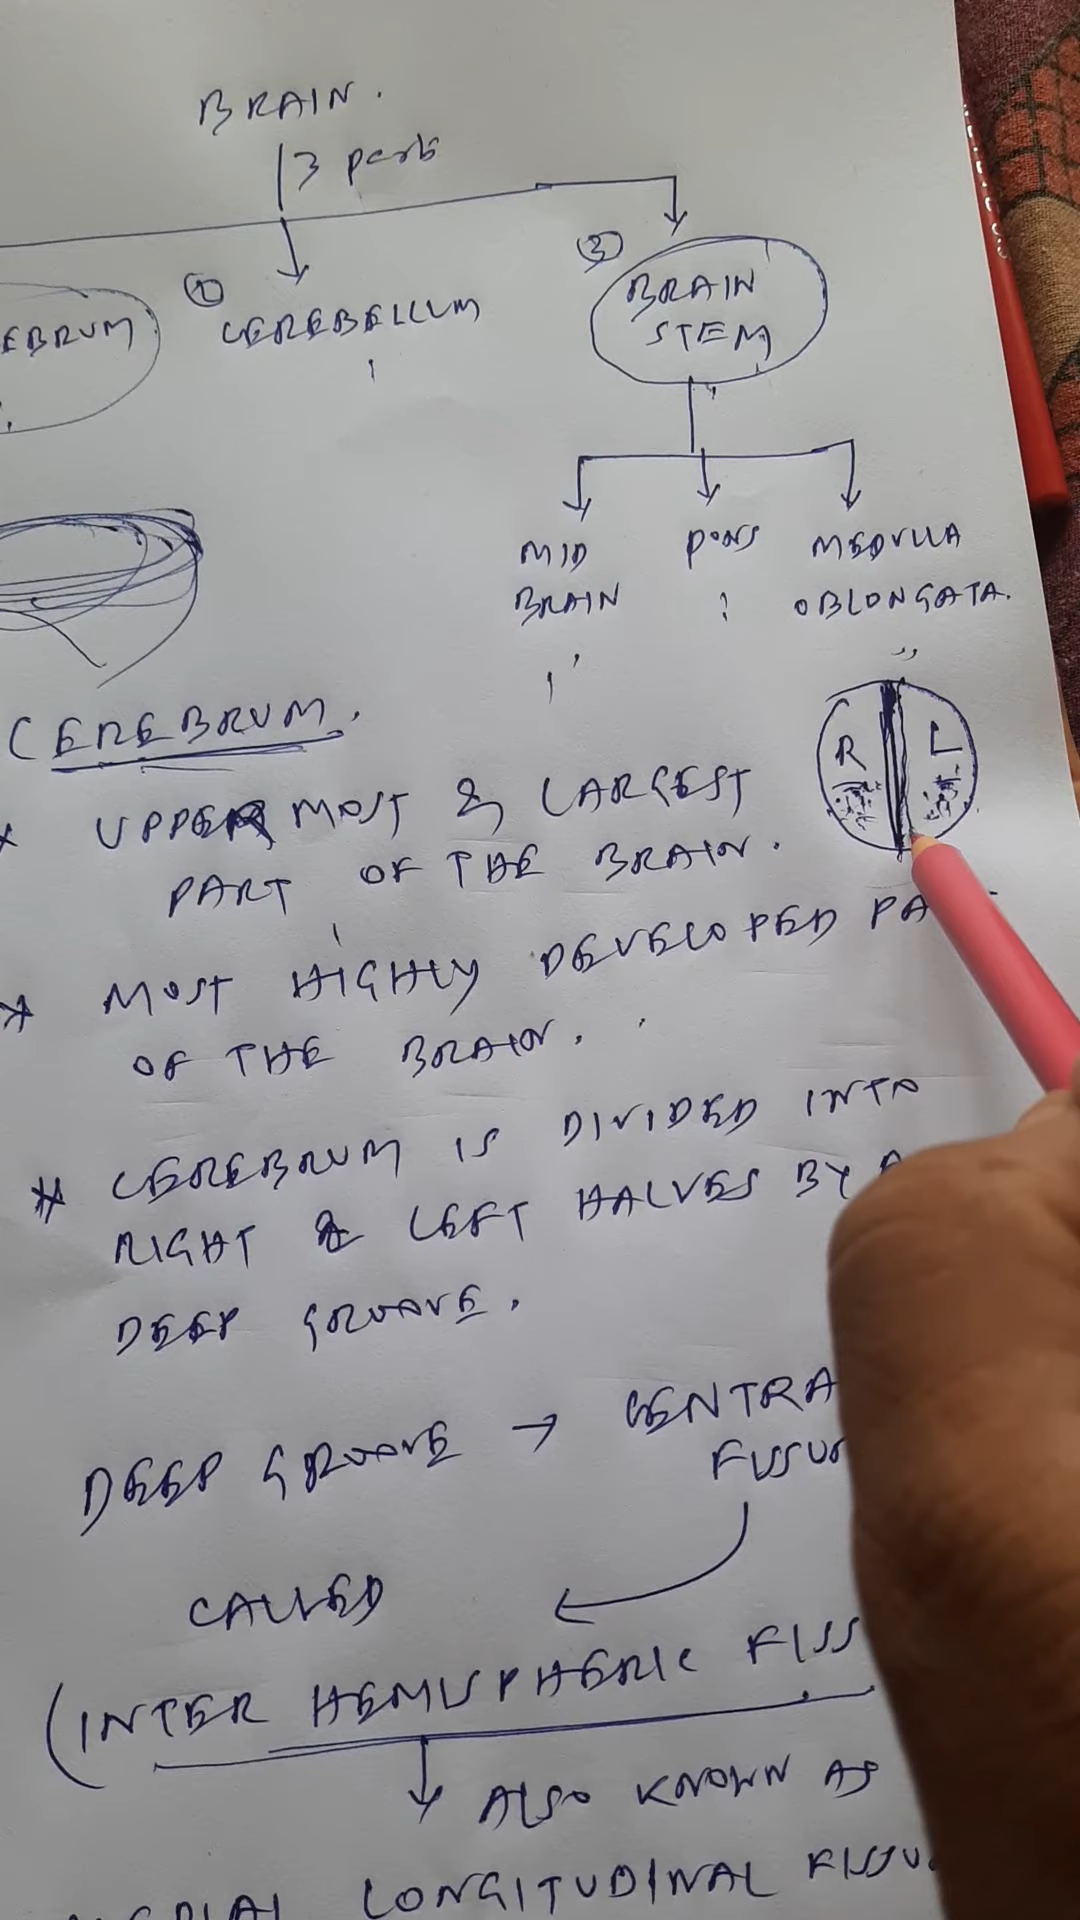 BRAIN.
3 parts
EBRUM
① CEREBELLUM
③ BRAIN
STEM
MID
BRAIN
PONS
MEDULLA
OBLONGATA.
CEREBRUM.
R L
* UPPER MOST & LARGEST
PART OF THE BRAIN.
* MOST HIGHLY DEVELOPED PA
OF THE BRAIN.
* CEREBRUM IS DIVIDED INTO
RIGHT & LEFT HALVES BY A
DEEP GROOVE.
DEEP GROOVE → CENTRA
FISSU
CALLED
(INTER HEMISPHERIC FISS
ALSO KNOWN AS
LONGITUDINAL FISSU